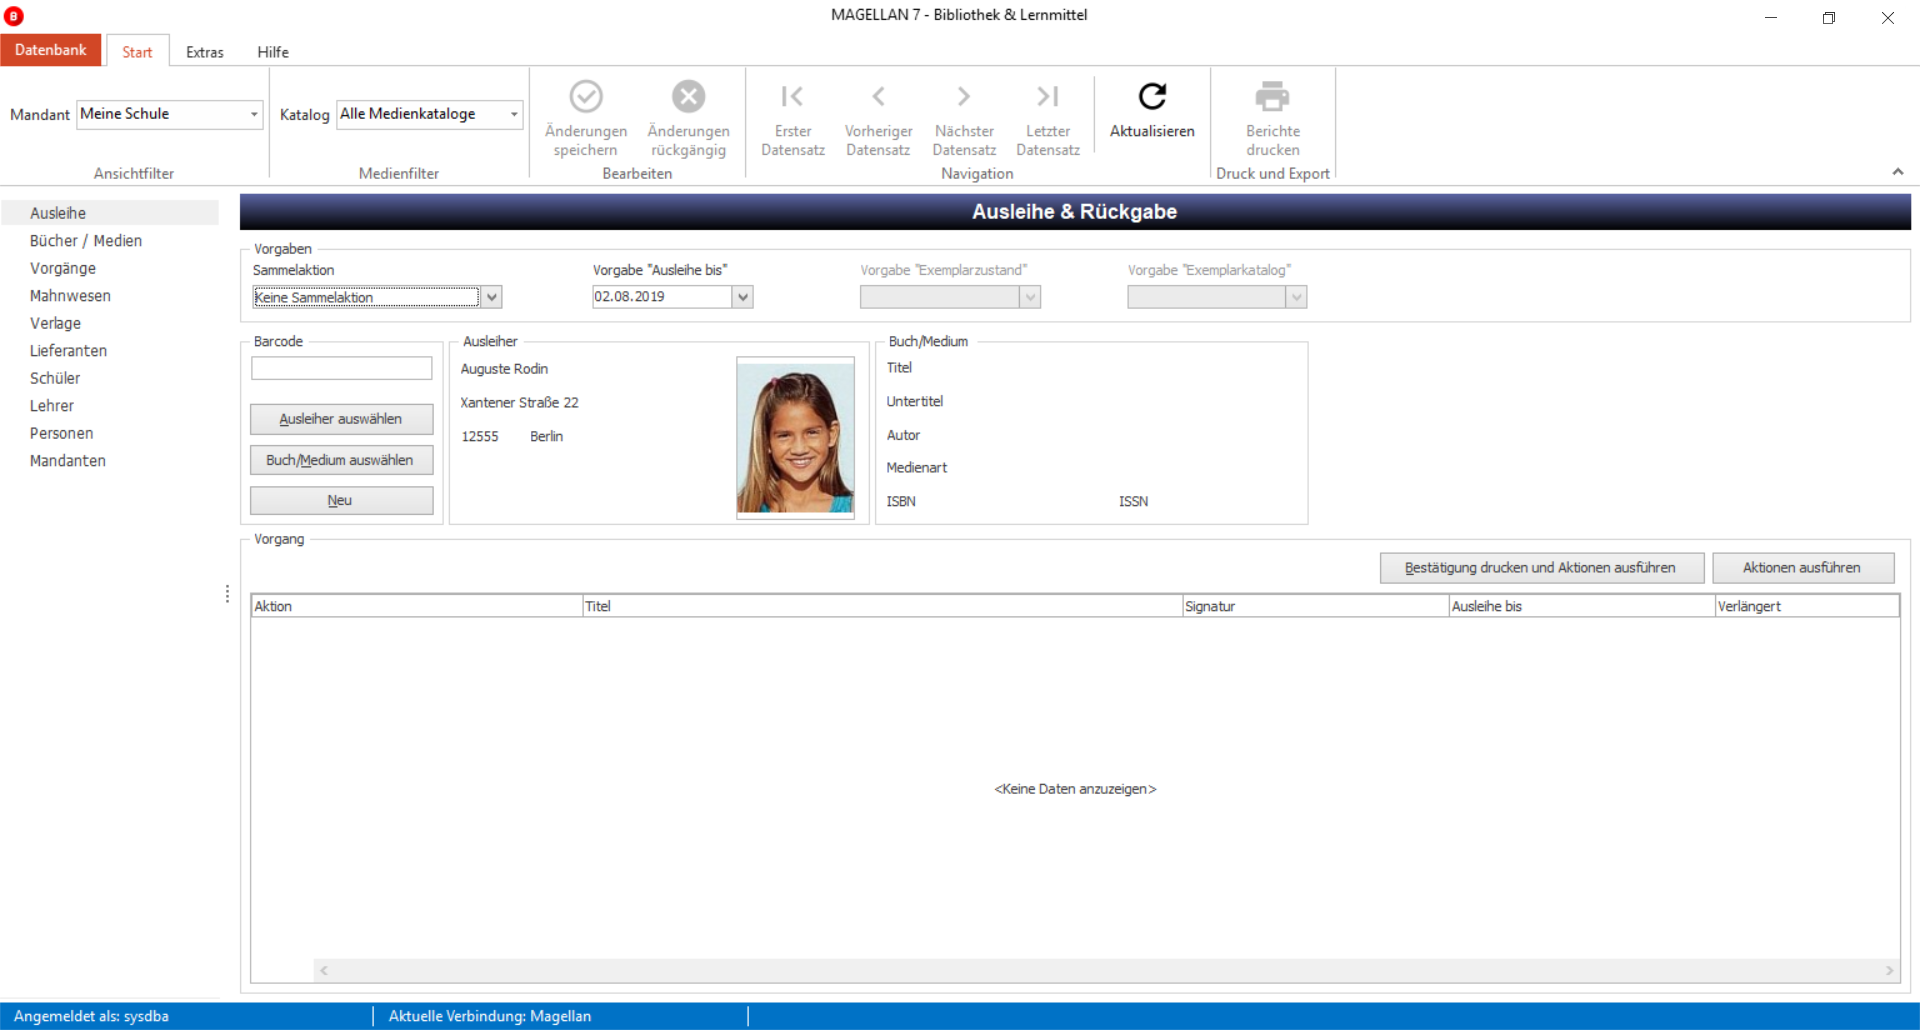 B
MAGELLAN 7 - Bibliothek & Lernmittel
Datenbank Start Extras Hilfe
Mandant Meine Schule
Ansichtfilter
Katalog Alle Medienkataloge
Medienfilter
Änderungen speichern
Änderungen rückgängig
Bearbeiten
Erster Datensatz
Vorheriger Datensatz
Nächster Datensatz
Letzter Datensatz
Navigation
Aktualisieren
Berichte drucken
Druck und Export
Ausleihe
Bücher / Medien
Vorgänge
Mahnwesen
Verlage
Lieferanten
Schüler
Lehrer
Personen
Mandanten
Ausleihe & Rückgabe
Vorgaben
Sammelaktion
Keine Sammelaktion
Vorgabe "Ausleihe bis"
02.08.2019
Vorgabe "Exemplarzustand"
Vorgabe "Exemplarkatalog"
Barcode
Ausleiher auswählen
Buch/Medium auswählen
Neu
Ausleiher
Auguste Rodin
Xantener Straße 22
12555 Berlin
Buch/Medium
Titel
Untertitel
Autor
Medienart
ISBN ISSN
Vorgang
Bestätigung drucken und Aktionen ausführen
Aktionen ausführen
Aktion Titel Signatur Ausleihe bis Verlängert
<Keine Daten anzuzeigen>
Angemeldet als: sysdba
Aktuelle Verbindung: Magellan